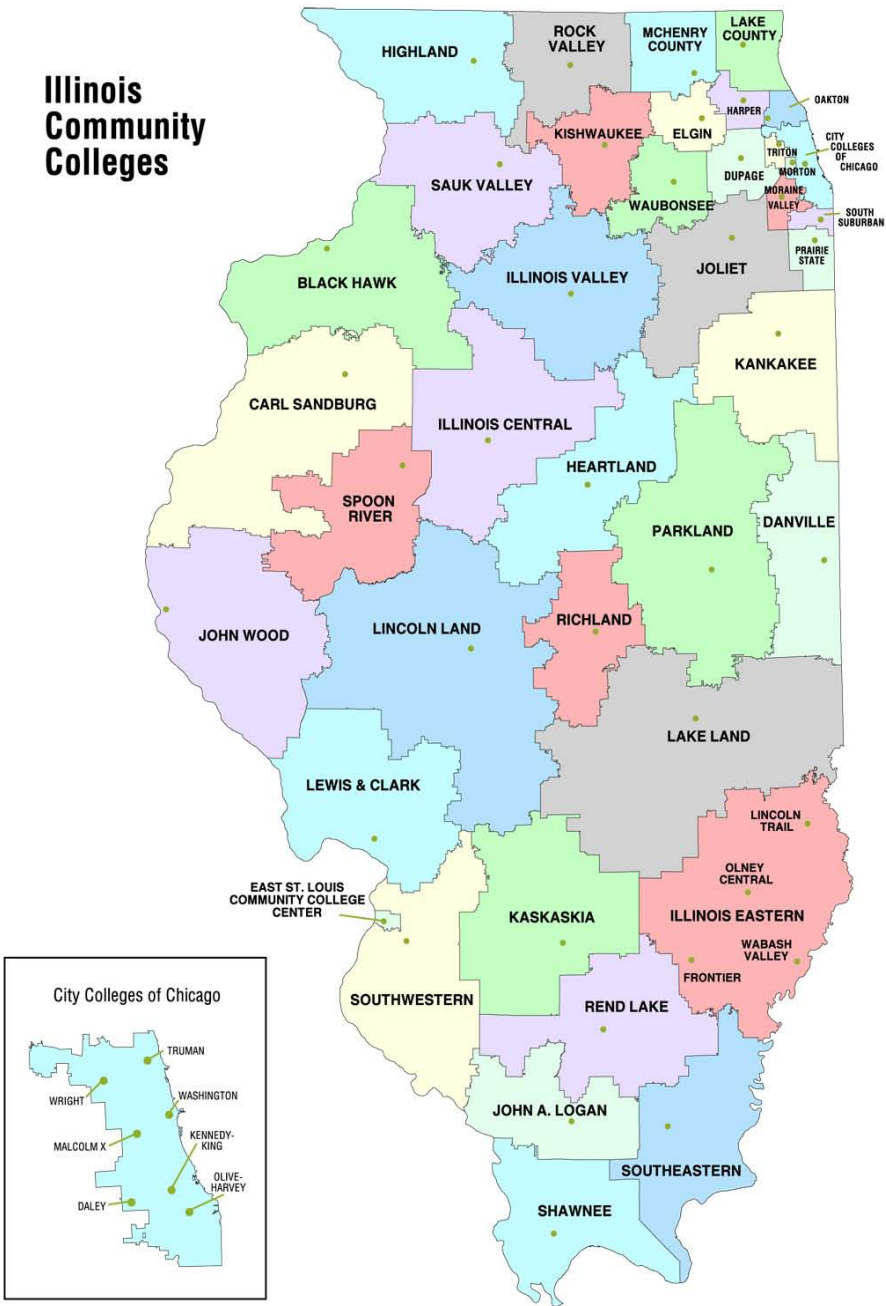 Illinois
Community
Colleges
HIGHLAND
ROCK
VALLEY
MCHENRY
COUNTY
LAKE
COUNTY
HARPER
OAKTON
KISHWAUKEE
ELGIN
TRITON
CITY
COLLEGES
OF
CHICAGO
SAUK VALLEY
DUPAGE
MORTON
WAUBONSEE
MORAINE
VALLEY
SOUTH
SUBURBAN
PRAIRIE
STATE
BLACK HAWK
ILLINOIS VALLEY
JOLIET
KANKAKEE
CARL SANDBURG
ILLINOIS CENTRAL
HEARTLAND
SPOON
RIVER
PARKLAND
DANVILLE
JOHN WOOD
LINCOLN LAND
RICHLAND
LAKE LAND
LEWIS & CLARK
LINCOLN
TRAIL
OLNEY
CENTRAL
EAST ST. LOUIS
COMMUNITY COLLEGE
CENTER
KASKASKIA
ILLINOIS EASTERN
WABASH
VALLEY
FRONTIER
SOUTHWESTERN
REND LAKE
JOHN A. LOGAN
SOUTHEASTERN
SHAWNEE
City Colleges of Chicago
TRUMAN
WRIGHT
WASHINGTON
MALCOLM X
KENNEDY-
KING
OLIVE-
HARVEY
DALEY